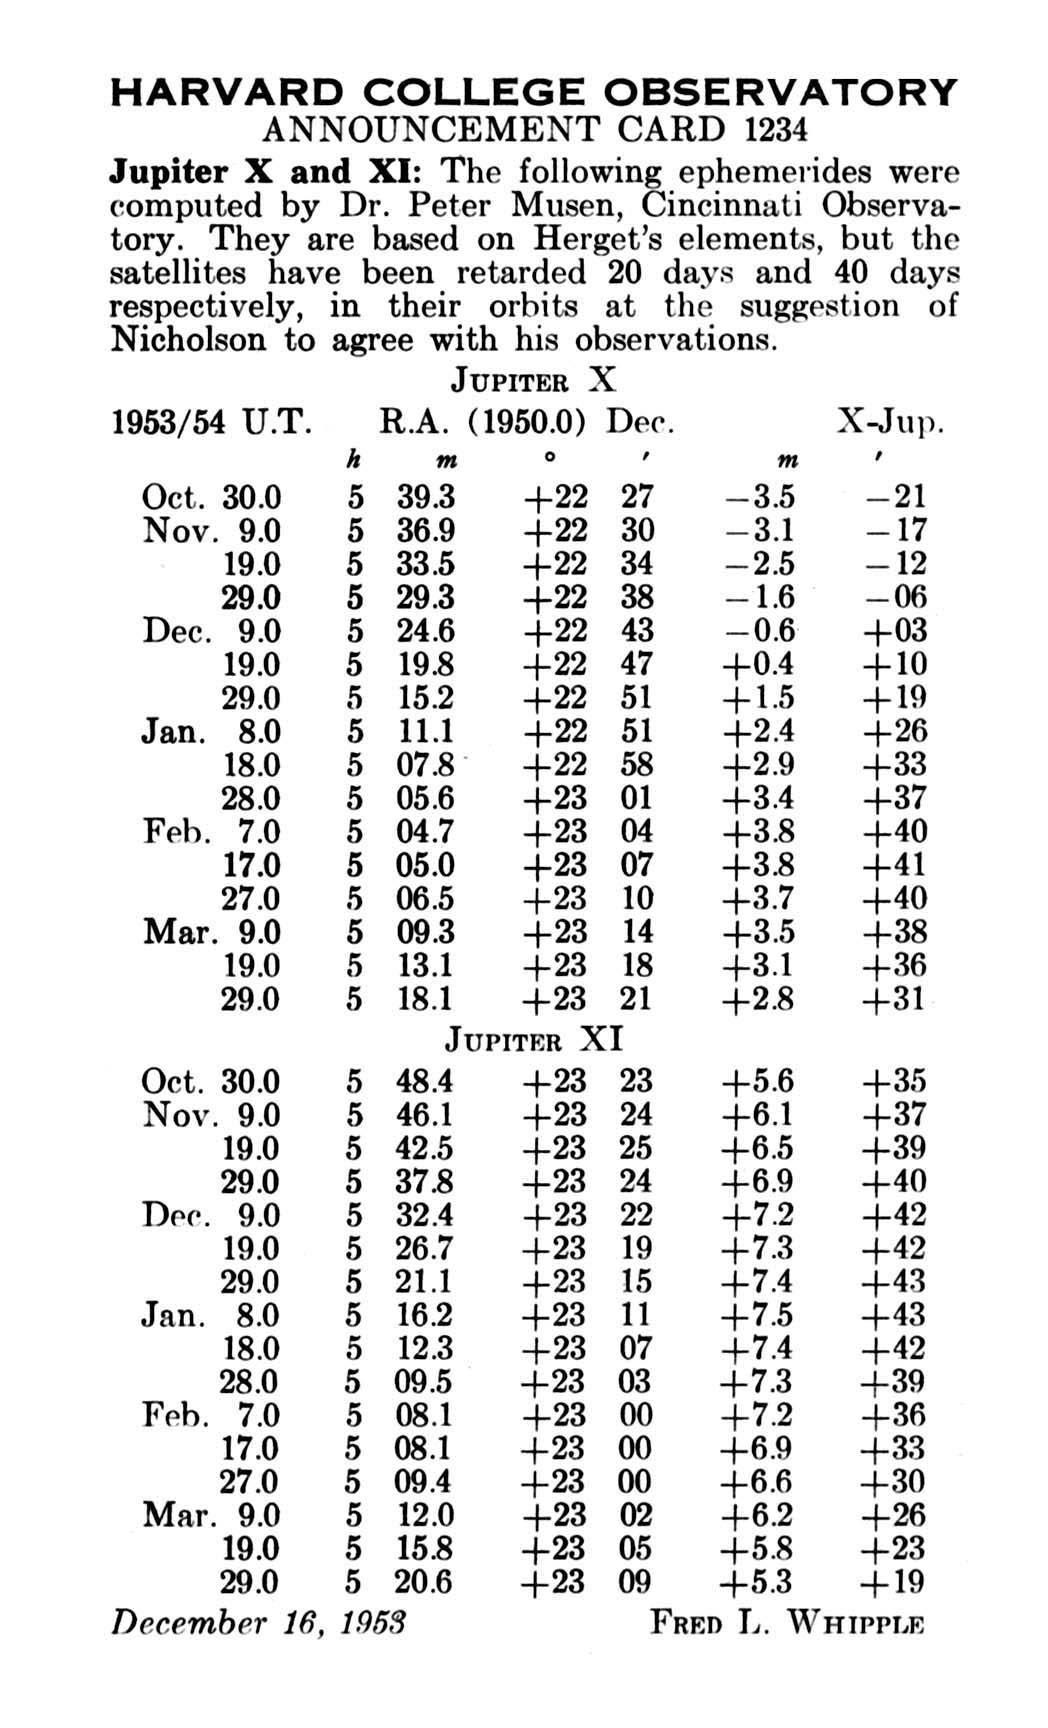 HARVARD COLLEGE OBSERVATORY
ANNOUNCEMENT CARD 1234
Jupiter X and XI: The following ephemerides were
computed by Dr. Peter Musen, Cincinnati Observa-
tory. They are based on Herget's elements, but the
satellites have been retarded 20 days and 40 days
respectively, in their orbits at the suggestion of
Nicholson to agree with his observations.
JUPITER X
1953/54 U.T. R.A. (1950.0) Dec. X-Jup.
h m ° ′ m ′
Oct. 30.0 5 39.3 +22 27 −3.5 −21
Nov. 9.0 5 36.9 +22 30 −3.1 −17
19.0 5 33.5 +22 34 −2.5 −12
29.0 5 29.3 +22 38 −1.6 −06
Dec. 9.0 5 24.6 +22 43 −0.6 +03
19.0 5 19.8 +22 47 +0.4 +10
29.0 5 15.2 +22 51 +1.5 +19
Jan. 8.0 5 11.1 +22 51 +2.4 +26
18.0 5 07.8 +22 58 +2.9 +33
28.0 5 05.6 +23 01 +3.4 +37
Feb. 7.0 5 04.7 +23 04 +3.8 +40
17.0 5 05.0 +23 07 +3.8 +41
27.0 5 06.5 +23 10 +3.7 +40
Mar. 9.0 5 09.3 +23 14 +3.5 +38
19.0 5 13.1 +23 18 +3.1 +36
29.0 5 18.1 +23 21 +2.8 +31
JUPITER XI
Oct. 30.0 5 48.4 +23 23 +5.6 +35
Nov. 9.0 5 46.1 +23 24 +6.1 +37
19.0 5 42.5 +23 25 +6.5 +39
29.0 5 37.8 +23 24 +6.9 +40
Dec. 9.0 5 32.4 +23 22 +7.2 +42
19.0 5 26.7 +23 19 +7.3 +42
29.0 5 21.1 +23 15 +7.4 +43
Jan. 8.0 5 16.2 +23 11 +7.5 +43
18.0 5 12.3 +23 07 +7.4 +42
28.0 5 09.5 +23 03 +7.3 +39
Feb. 7.0 5 08.1 +23 00 +7.2 +36
17.0 5 08.1 +23 00 +6.9 +33
27.0 5 09.4 +23 00 +6.6 +30
Mar. 9.0 5 12.0 +23 02 +6.2 +26
19.0 5 15.8 +23 05 +5.8 +23
29.0 5 20.6 +23 09 +5.3 +19
December 16, 1953 FRED L. WHIPPLE